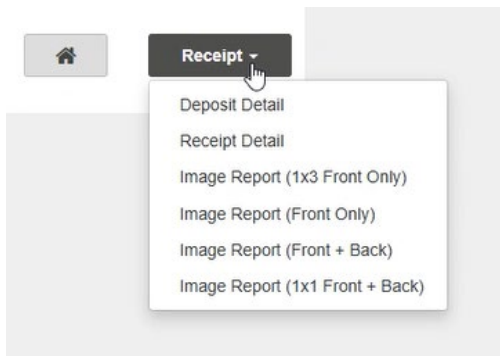 Receipt
Deposit Detail
Receipt Detail
Image Report (1x3 Front Only)
Image Report (Front Only)
Image Report (Front + Back)
Image Report (1x1 Front + Back)